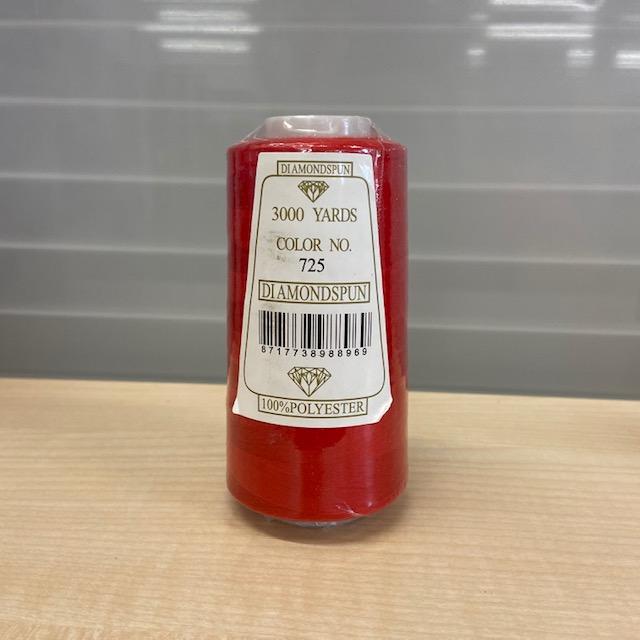 DIAMONDSPUN
3000 YARDS
COLOR NO.
725
DIAMONDSPUN
8717738988969
100%POLYESTER